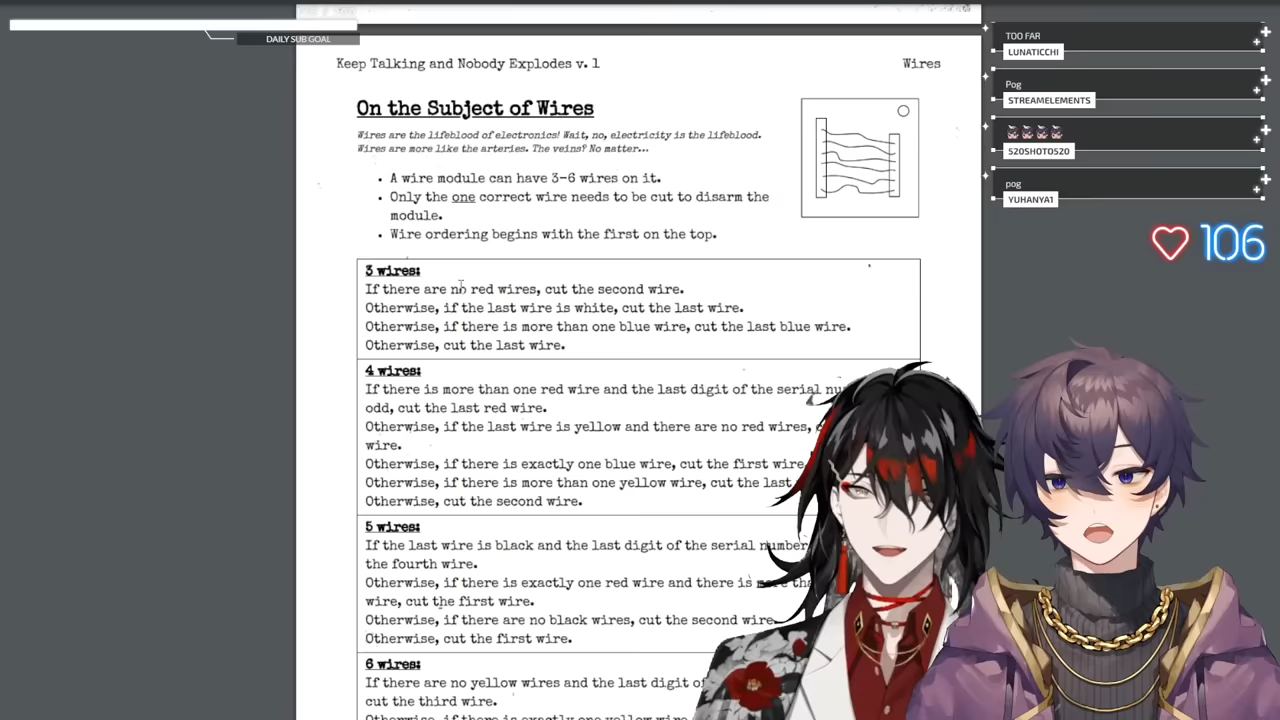 DAILY SUB GOAL
Keep Talking and Nobody Explodes v. 1
Wires
On the Subject of Wires
Wires are the lifeblood of electronics! Wait, no, electricity is the lifeblood.
Wires are more like the arteries. The veins? No matter...
• A wire module can have 3-6 wires on it.
• Only the one correct wire needs to be cut to disarm the
module.
• Wire ordering begins with the first on the top.
3 wires:
If there are no red wires, cut the second wire.
Otherwise, if the last wire is white, cut the last wire.
Otherwise, if there is more than one blue wire, cut the last blue wire.
Otherwise, cut the last wire.
4 wires:
If there is more than one red wire and the last digit of the serial
odd, cut the last red wire.
Otherwise, if the last wire is yellow and there are no red wires,
wire.
Otherwise, if there is exactly one blue wire, cut the first wire
Otherwise, if there is more than one yellow wire, cut the last
Otherwise, cut the second wire.
5 wires:
If the last wire is black and the last digit of the serial number
the fourth wire.
Otherwise, if there is exactly one red wire and there is more
wire, cut the first wire.
Otherwise, if there are no black wires, cut the second wire.
Otherwise, cut the first wire.
6 wires:
If there are no yellow wires and the last digit of
cut the third wire.
Otherwise, if there is exactly one yellow wire
TOO FAR
LUNATICCHI
Pog
STREAMELEMENTS
520SHOTO520
pog
YUHANYA1
106